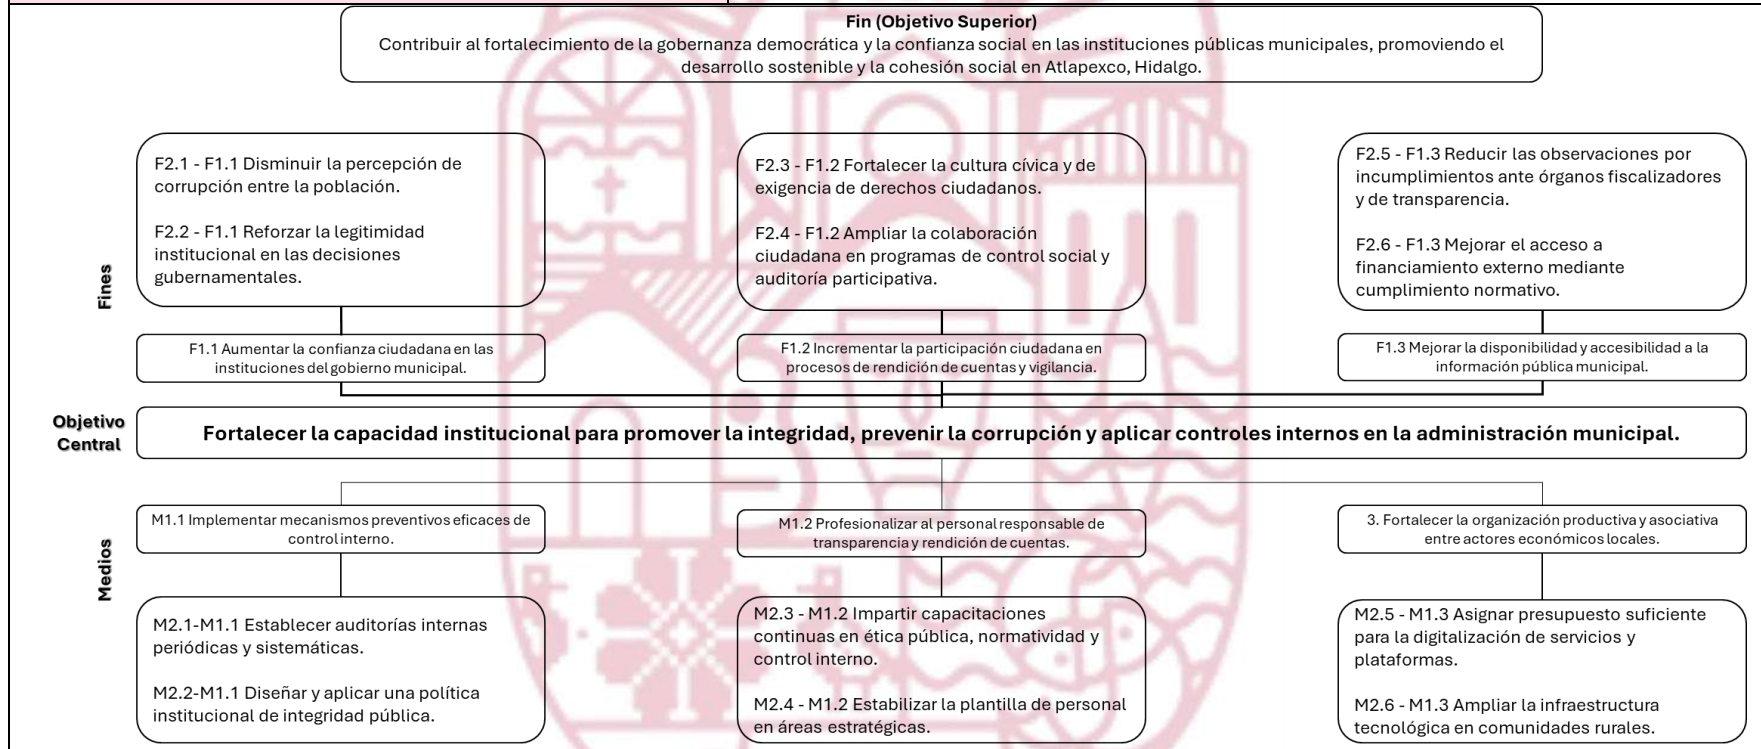 Fin (Objetivo Superior)
Contribuir al fortalecimiento de la gobernanza democrática y la confianza social en las instituciones públicas municipales, promoviendo el
desarrollo sostenible y la cohesión social en Atlapexco, Hidalgo.
Fines
F2.1 - F1.1 Disminuir la percepción de
corrupción entre la población.
F2.2 - F1.1 Reforzar la legitimidad
institucional en las decisiones
gubernamentales.
F2.3 - F1.2 Fortalecer la cultura cívica y de
exigencia de derechos ciudadanos.
F2.4 - F1.2 Ampliar la colaboración
ciudadana en programas de control social y
auditoría participativa.
F2.5 - F1.3 Reducir las observaciones por
incumplimientos ante órganos fiscalizadores
y de transparencia.
F2.6 - F1.3 Mejorar el acceso a
financiamiento externo mediante
cumplimiento normativo.
F1.1 Aumentar la confianza ciudadana en las
instituciones del gobierno municipal.
F1.2 Incrementar la participación ciudadana en
procesos de rendición de cuentas y vigilancia.
F1.3 Mejorar la disponibilidad y accesibilidad a la
información pública municipal.
Objetivo
Central
Fortalecer la capacidad institucional para promover la integridad, prevenir la corrupción y aplicar controles internos en la administración municipal.
Medios
M1.1 Implementar mecanismos preventivos eficaces de
control interno.
M1.2 Profesionalizar al personal responsable de
transparencia y rendición de cuentas.
3. Fortalecer la organización productiva y asociativa
entre actores económicos locales.
M2.1-M1.1 Establecer auditorías internas
periódicas y sistemáticas.
M2.2-M1.1 Diseñar y aplicar una política
institucional de integridad pública.
M2.3 - M1.2 Impartir capacitaciones
continuas en ética pública, normatividad y
control interno.
M2.4 - M1.2 Estabilizar la plantilla de personal
en áreas estratégicas.
M2.5 - M1.3 Asignar presupuesto suficiente
para la digitalización de servicios y
plataformas.
M2.6 - M1.3 Ampliar la infraestructura
tecnológica en comunidades rurales.